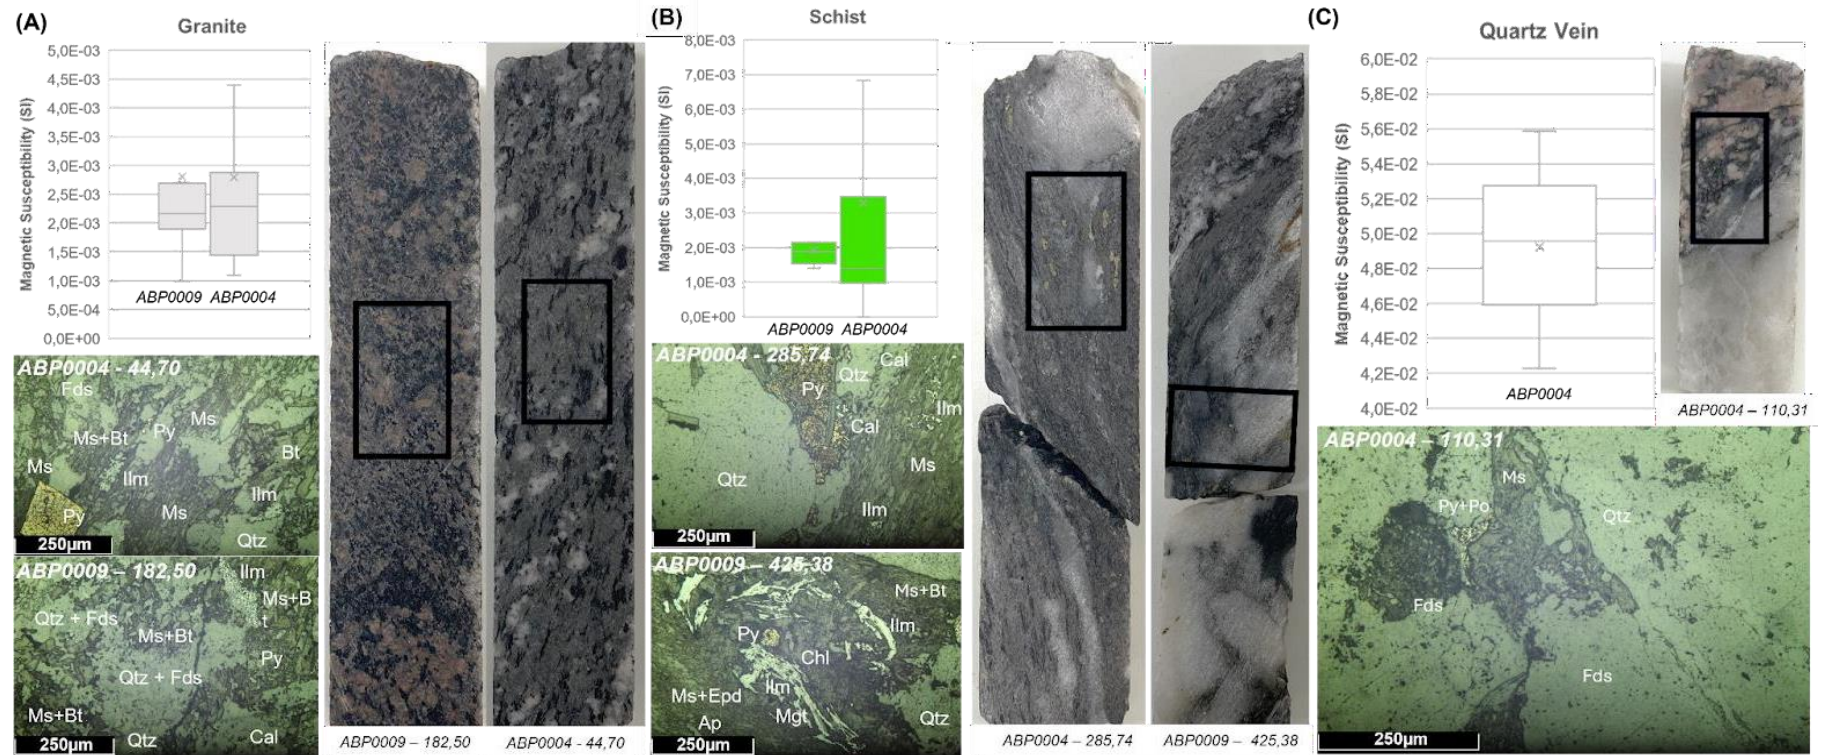 (A)
Granite
Magnetic Susceptibility (SI)
5,0E-03
4,5E-03
4,0E-03
3,5E-03
3,0E-03
2,5E-03
2,0E-03
1,5E-03
1,0E-03
5,0E-04
0,0E+00
ABP0009 ABP0004
ABP0004 - 44,70
Fds
Ms
Ms+Bt
Py
Bt
Ms
Ilm
Ilm
Py
Ms
Qtz
250µm
ABP0009 – 182,50
Ilm
Ms+B
t
Qtz + Fds
Ms+Bt
Py
Qtz + Fds
Ms+Bt
Qtz
Cal
250µm
ABP0009 – 182,50
ABP0004 - 44,70
(B)
Schist
Magnetic Susceptibility (SI)
8,0E-03
7,0E-03
6,0E-03
5,0E-03
4,0E-03
3,0E-03
2,0E-03
1,0E-03
0,0E+00
ABP0009 ABP0004
ABP0004 - 285,74
Cal
Qtz
Py
Ilm
Cal
Ms
Qtz
Ilm
250µm
ABP0009 – 425,38
Ms+Bt
Ilm
Py
Chl
Ilm
Ms+Epd
Mgt
Ap
Qtz
250µm
ABP0004 – 285,74
ABP0009 – 425,38
(C)
Quartz Vein
Magnetic Susceptibility (SI)
6,0E-02
5,8E-02
5,6E-02
5,4E-02
5,2E-02
5,0E-02
4,8E-02
4,6E-02
4,4E-02
4,2E-02
4,0E-02
ABP0004
ABP0004 – 110,31
ABP0004 – 110,31
Ms
Py+Po
Qtz
Fds
Fds
250µm